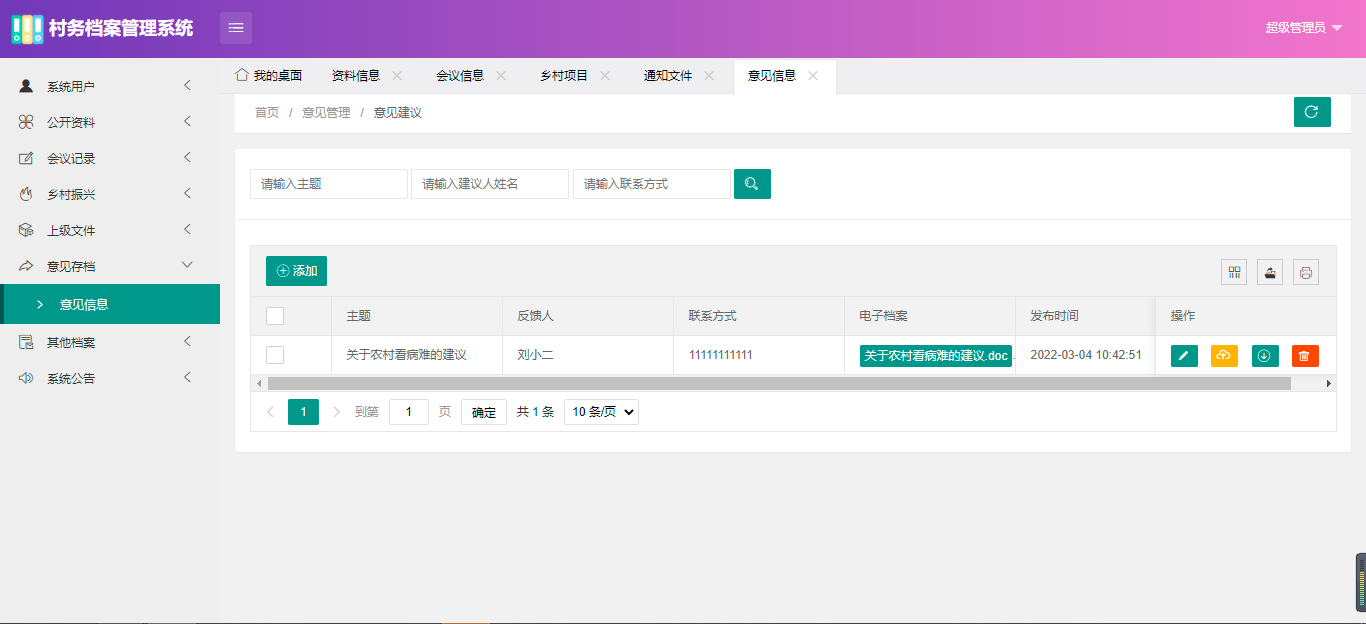 村务档案管理系统
超级管理员
系统用户
公开资料
会议记录
乡村振兴
上级文件
意见存档
意见信息
其他档案
系统公告
我的桌面 资料信息 会议信息 乡村项目 通知文件 意见信息
首页 / 意见管理 / 意见建议
请输入主题 请输入建议人姓名 请输入联系方式
添加
主题 反馈人 联系方式 电子档案 发布时间 操作
关于农村看病难的建议 刘小二 11111111111 关于农村看病难的建议.doc 2022-03-04 10:42:51
1 到第 1 页 确定 共 1 条 10 条/页